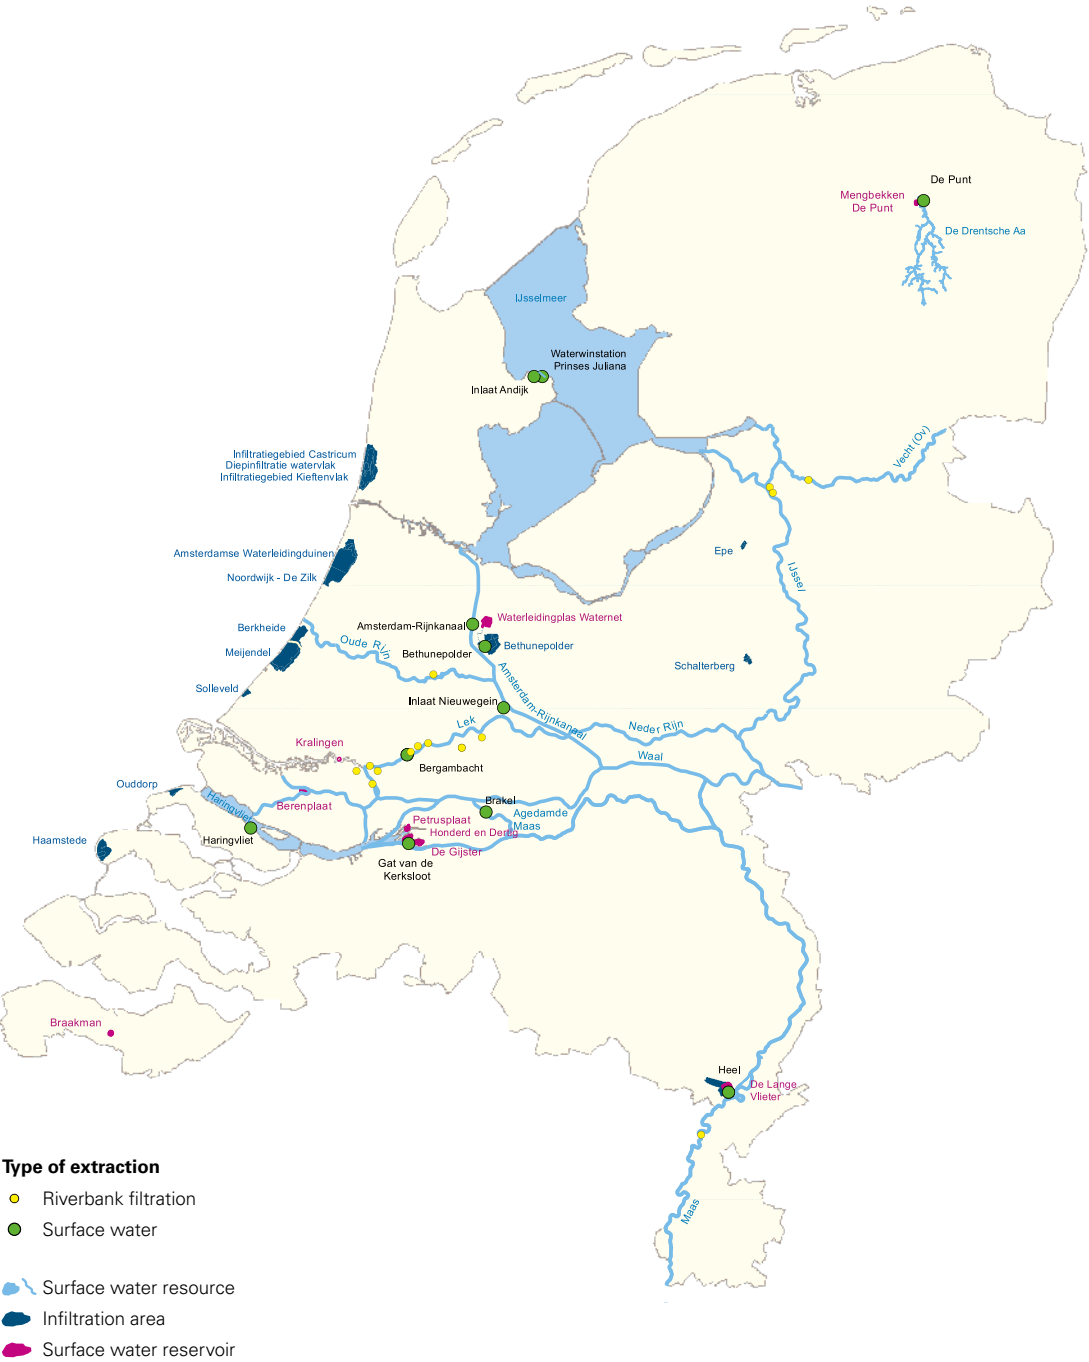 De Punt
Mengbekken
De Punt
De Drentsche Aa
IJsselmeer
Waterwinstation
Prinses Juliana
Inlaat Andijk
Vecht (Ov)
Infiltratiegebied Castricum
Diepinfiltratie watervlak
Infiltratiegebied Kieftenvlak
Amsterdamse Waterleidingduinen
Noordwijk - De Zilk
Epe
IJssel
Waterleidingplas Waternet
Amsterdam-Rijnkanaal
Berkheide
Oude Rijn
Bethunepolder
Bethunepolder
Meijendel
Schalterberg
Solleveld
Amsterdam-Rijnkanaal
Inlaat Nieuwegein
Lek
Neder Rijn
Kralingen
Waal
Bergambacht
Ouddorp
Haringvliet
Berenplaat
Brakel
Agedamde
Maas
Petrusplaat
Honderd en Dertig
Haamstede
Haringvliet
De Gijster
Gat van de
Kerksloot
Braakman
Heel
De Lange
Vlieter
Maas
Type of extraction
Riverbank filtration
Surface water
Surface water resource
Infiltration area
Surface water reservoir